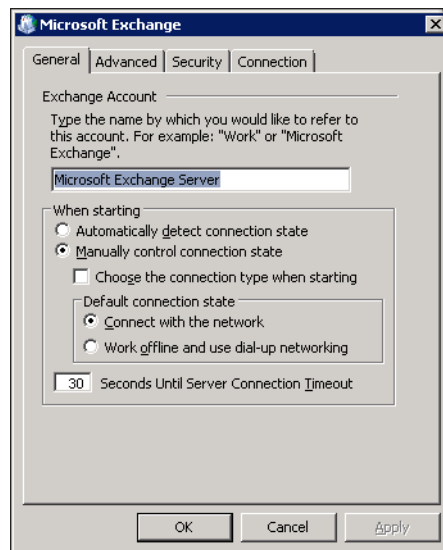 Microsoft Exchange
General Advanced Security Connection
Exchange Account
Type the name by which you would like to refer to
this account. For example: "Work" or "Microsoft
Exchange".
Microsoft Exchange Server
When starting
Automatically detect connection state
Manually control connection state
Choose the connection type when starting
Default connection state
Connect with the network
Work offline and use dial-up networking
30 Seconds Until Server Connection Timeout
OK Cancel Apply